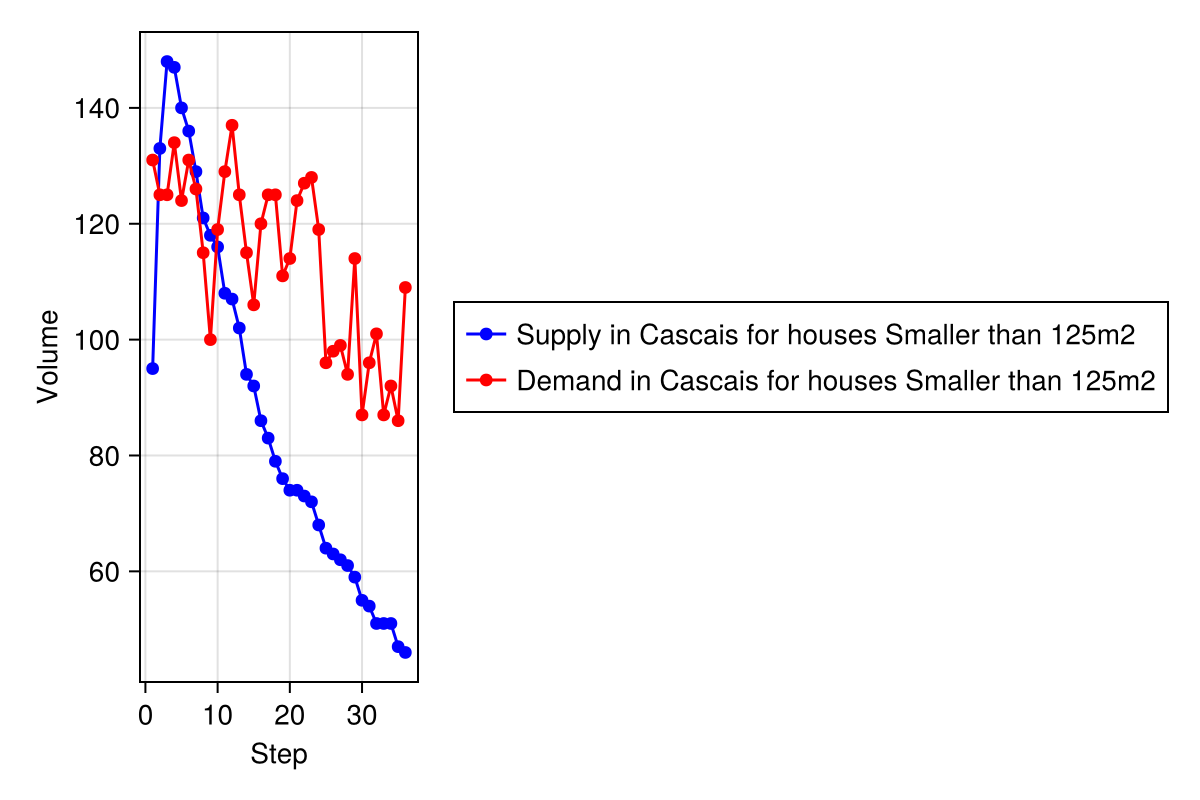 140
120
100
80
60
Volume
0 10 20 30
Step
Supply in Cascais for houses Smaller than 125m2
Demand in Cascais for houses Smaller than 125m2